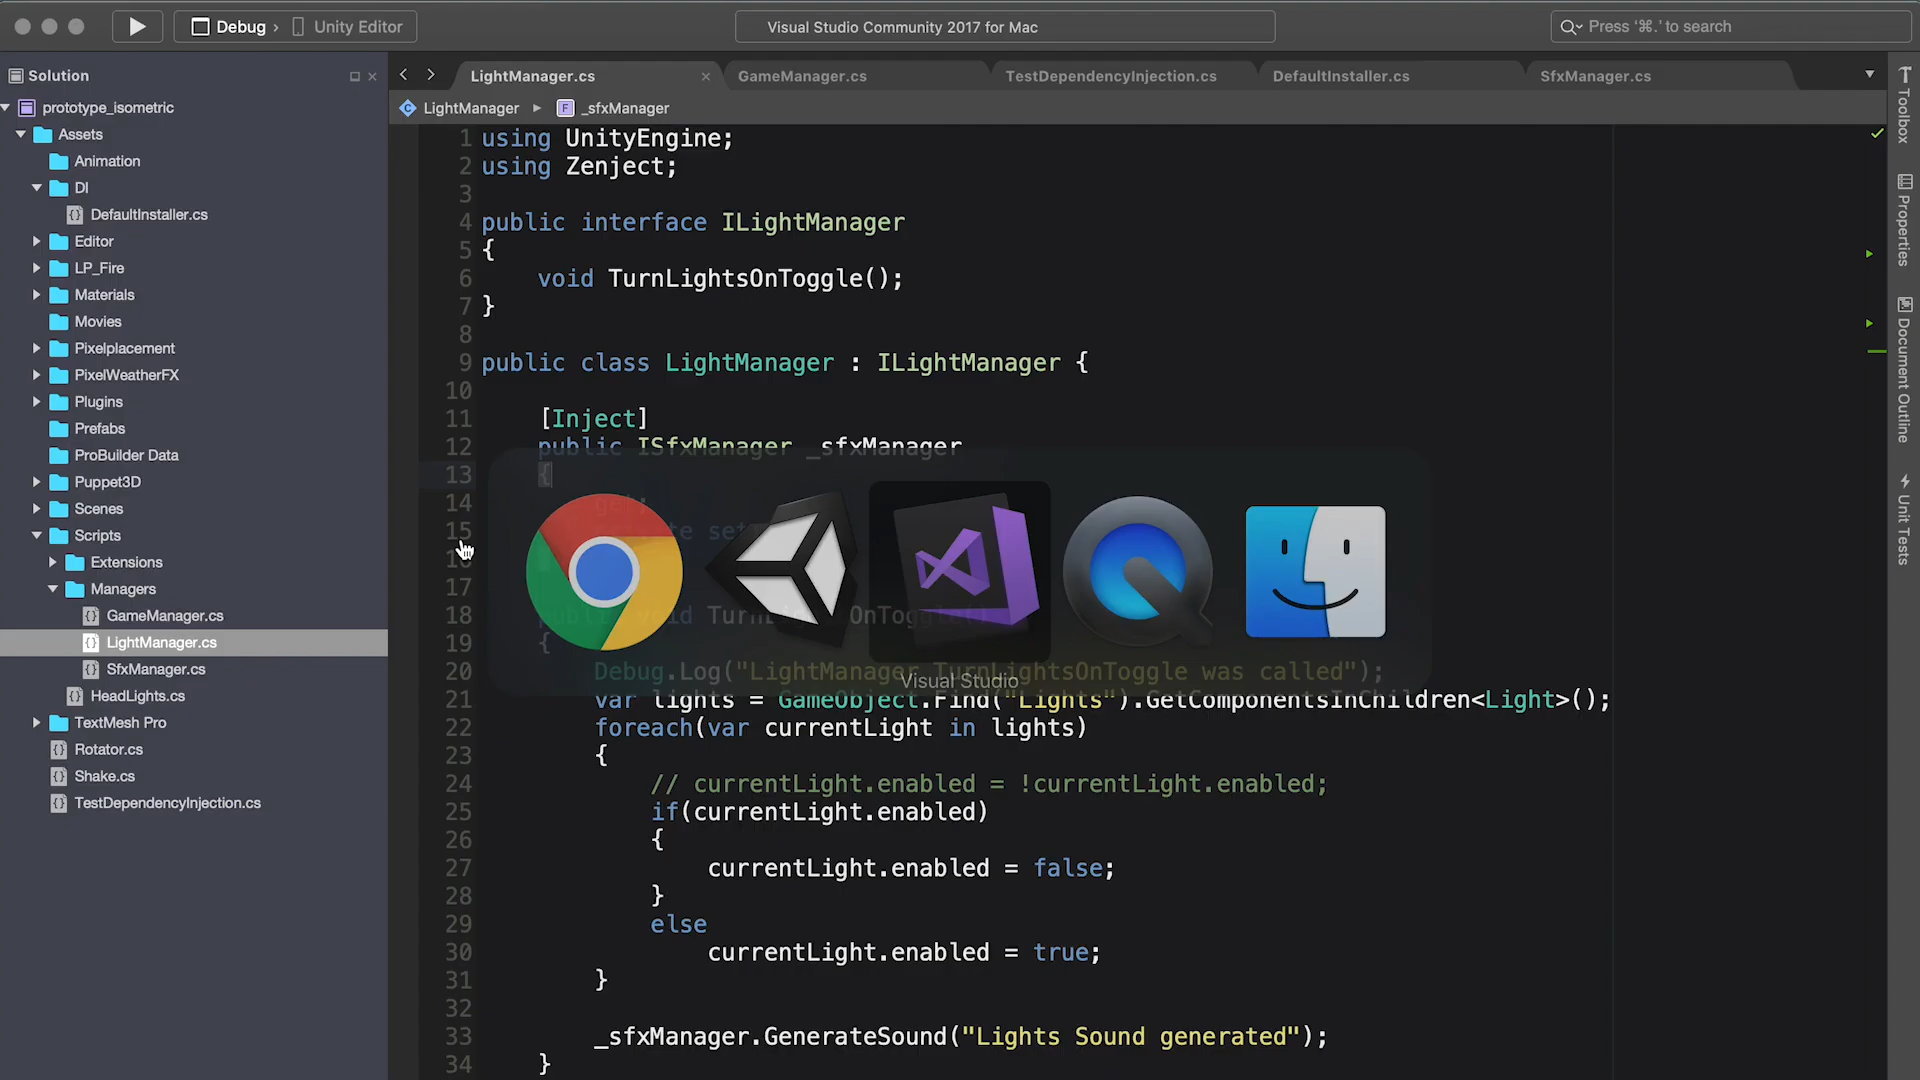 Debug › Unity Editor
Visual Studio Community 2017 for Mac
Press ‘⌘.’ to search
Solution
prototype_isometric
Assets
Animation
DI
DefaultInstaller.cs
Editor
LP_Fire
Materials
Movies
Pixelplacement
PixelWeatherFX
Plugins
Prefabs
ProBuilder Data
Puppet3D
Scenes
Scripts
Extensions
Managers
GameManager.cs
LightManager.cs
SfxManager.cs
HeadLights.cs
TextMesh Pro
Rotator.cs
Shake.cs
TestDependencyInjection.cs
LightManager.cs GameManager.cs TestDependencyInjection.cs DefaultInstaller.cs SfxManager.cs
LightManager F _sfxManager
1 using UnityEngine;
2 using Zenject;
3
4 public interface ILightManager
5 {
6 void TurnLightsOnToggle();
7 }
8
9 public class LightManager : ILightManager {
10
11 [Inject]
12 public ISfxManager _sfxManager
13 {
14 get;
15 set
17
18 void OnToggle()
19 {
20 Debug.Log("LightManager TurnLightsOnToggle was called");
Visual Studio
21 var lights = GameObject.Find("Lights").GetComponentsInChildren<Light>();
22 foreach(var currentLight in lights)
23 {
24 // currentLight.enabled = !currentLight.enabled;
25 if(currentLight.enabled)
26 {
27 currentLight.enabled = false;
28 }
29 else
30 currentLight.enabled = true;
31 }
32
33 _sfxManager.GenerateSound("Lights Sound generated");
34 }
Toolbox
Properties
Document Outline
Unit Tests